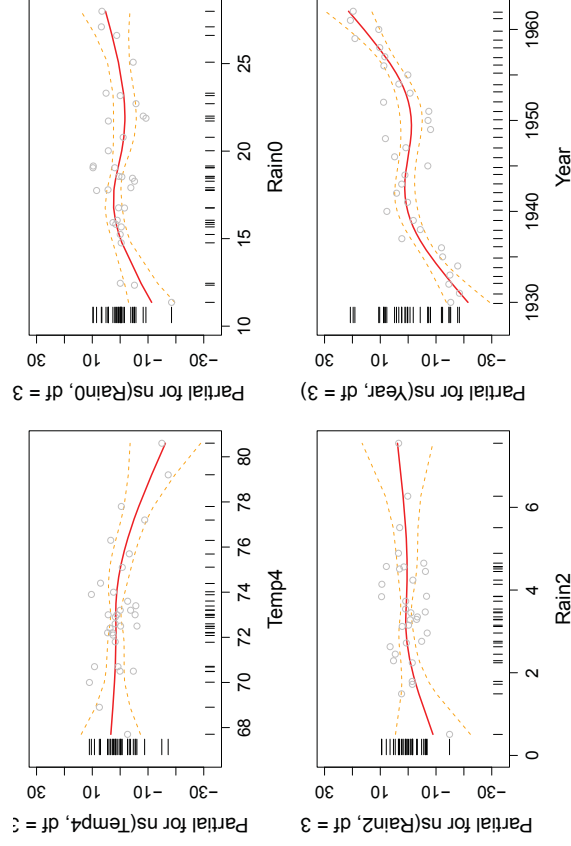 Partial for ns(Temp4, df = 3
30
10
-10
-30
68 70 72 74 76 78 80
Temp4
Partial for ns(Rain0, df = 3
30
10
-10
-30
10 15 20 25
Rain0
Partial for ns(Rain2, df = 3
30
10
-10
-30
0 2 4 6
Rain2
Partial for ns(Year, df = 3)
30
10
-10
-30
1930 1940 1950 1960
Year